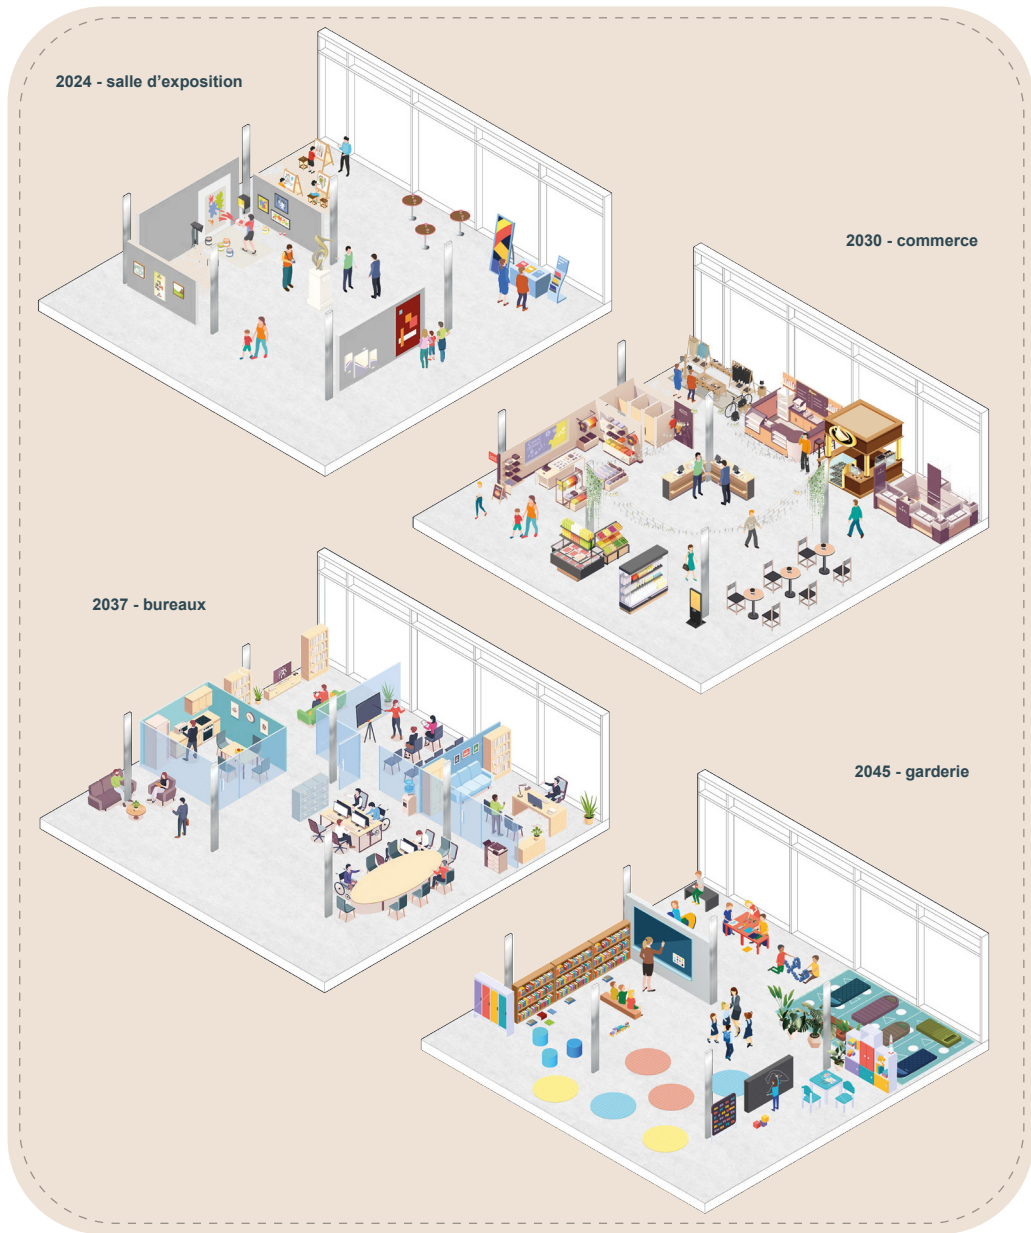 2024 - salle d’exposition
2030 - commerce
2037 - bureaux
2045 - garderie